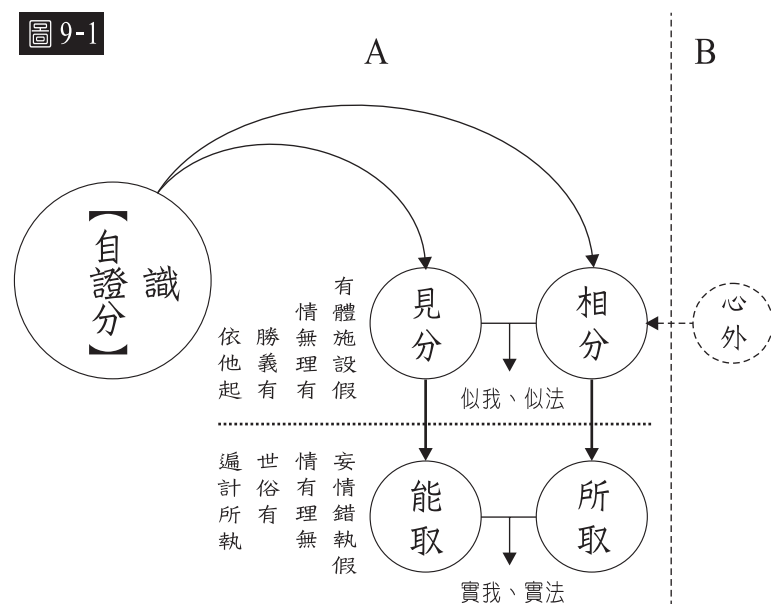 圖 9-1
A
B
識
【自證分】
見分
相分
心外
有體施設假
情無理有
勝義有
依他起
似我、似法
妄情錯執假
情有理無
世俗有
遍計所執
能取
所取
實我、實法